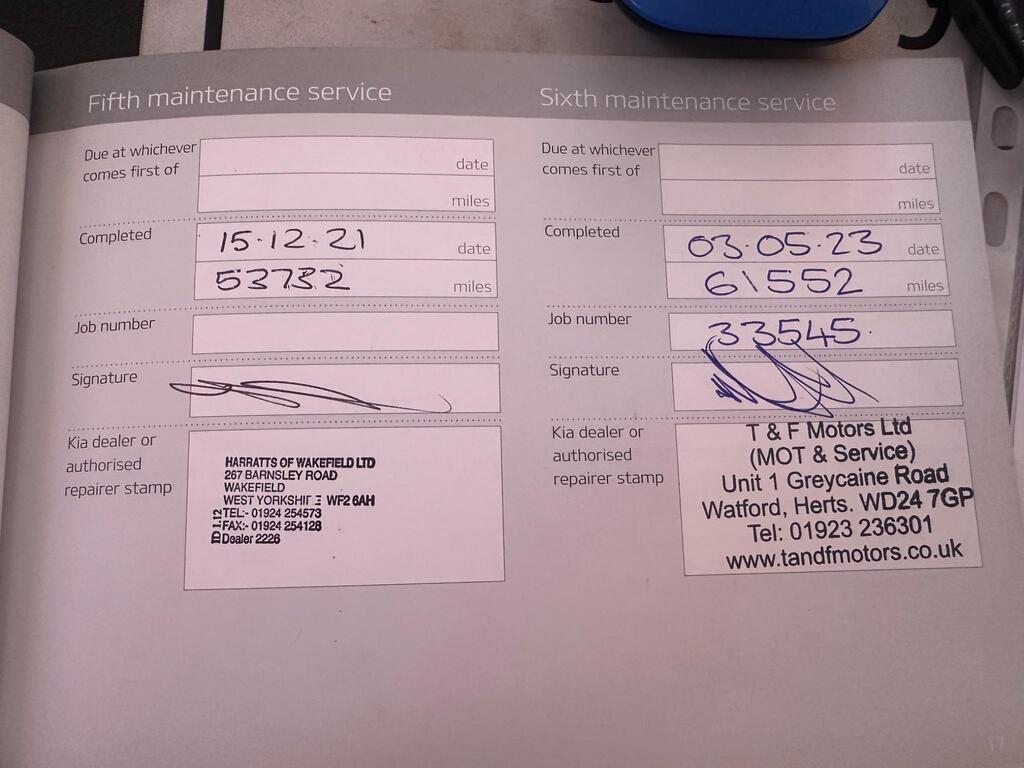 Fifth maintenance service
Due at whichever
comes first of
date
miles
Completed
15.12.21
date
53732
miles
Job number
Signature
Kia dealer or
authorised
repairer stamp
HARRATTS OF WAKEFIELD LTD
267 BARNSLEY ROAD
WAKEFIELD
WEST YORKSHIRE WF2 6AH
TEL:- 01924 254573
FAX:- 01924 254128
Dealer 2226
Sixth maintenance service
Due at whichever
comes first of
date
miles
Completed
03.05.23
date
61552
miles
Job number
33545.
Signature
Kia dealer or
authorised
repairer stamp
T & F Motors Ltd
(MOT & Service)
Unit 1 Greycaine Road
Watford, Herts. WD24 7GP
Tel: 01923 236301
www.tandfmotors.co.uk
17